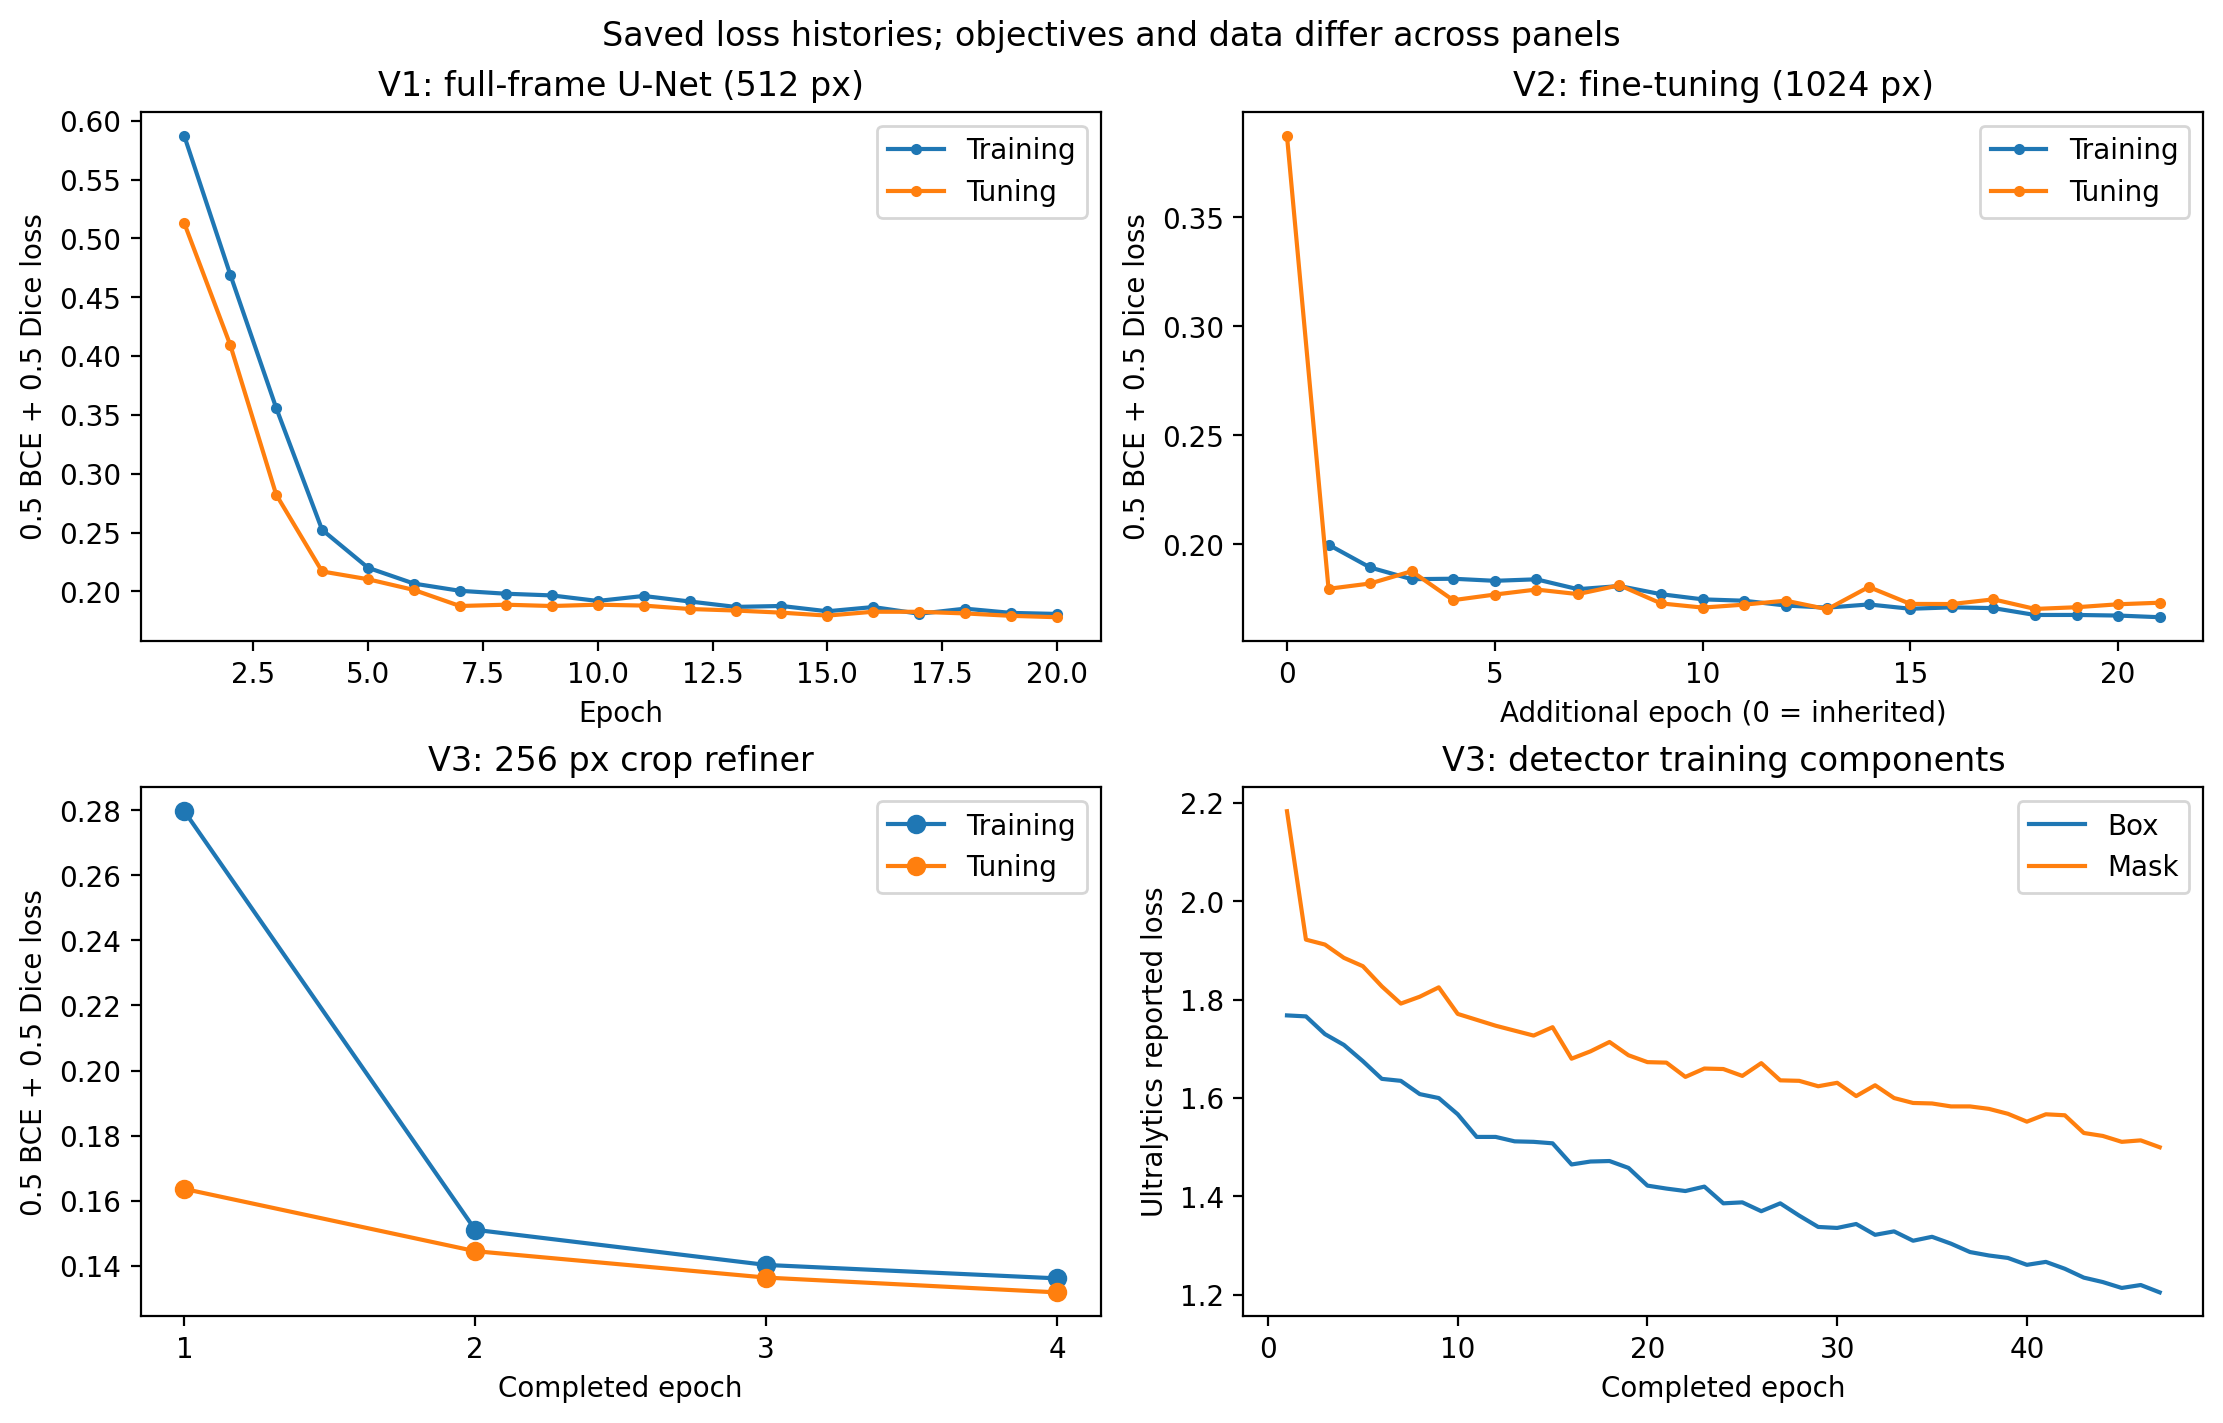 Saved loss histories; objectives and data differ across panels
V1: full-frame U-Net (512 px)
0.5 BCE + 0.5 Dice loss
0.60
0.55
0.50
0.45
0.40
0.35
0.30
0.25
0.20
Training
Tuning
2.5 5.0 7.5 10.0 12.5 15.0 17.5 20.0
Epoch
V2: fine-tuning (1024 px)
0.5 BCE + 0.5 Dice loss
0.35
0.30
0.25
0.20
Training
Tuning
0 5 10 15 20
Additional epoch (0 = inherited)
V3: 256 px crop refiner
0.5 BCE + 0.5 Dice loss
0.28
0.26
0.24
0.22
0.20
0.18
0.16
0.14
Training
Tuning
1 2 3 4
Completed epoch
V3: detector training components
Ultralytics reported loss
2.2
2.0
1.8
1.6
1.4
1.2
Box
Mask
0 10 20 30 40
Completed epoch